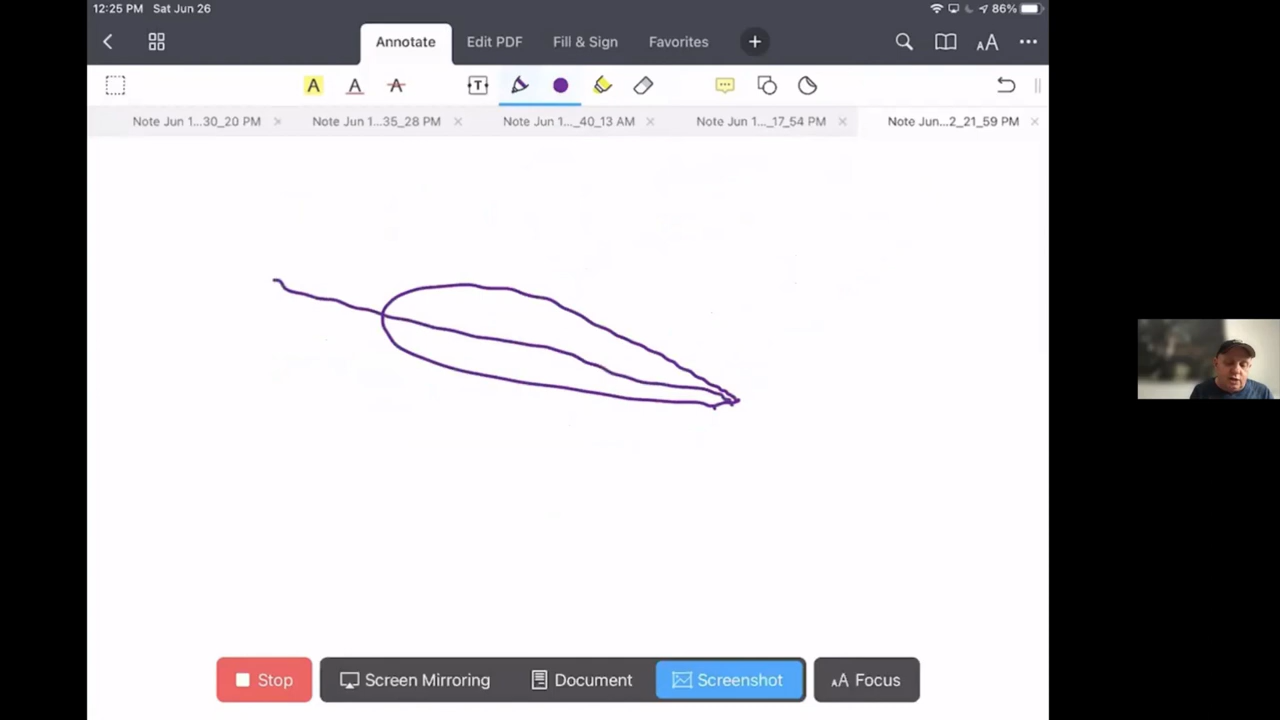 12:25 PM Sat Jun 26 86%
Annotate Edit PDF Fill & Sign Favorites AA
A A A T
Note Jun 1...30_20 PM Note Jun 1...35_28 PM Note Jun 1..._40_13 AM Note Jun 1..._17_54 PM Note Jun...2_21_59 PM
Stop Screen Mirroring Document Screenshot AA Focus